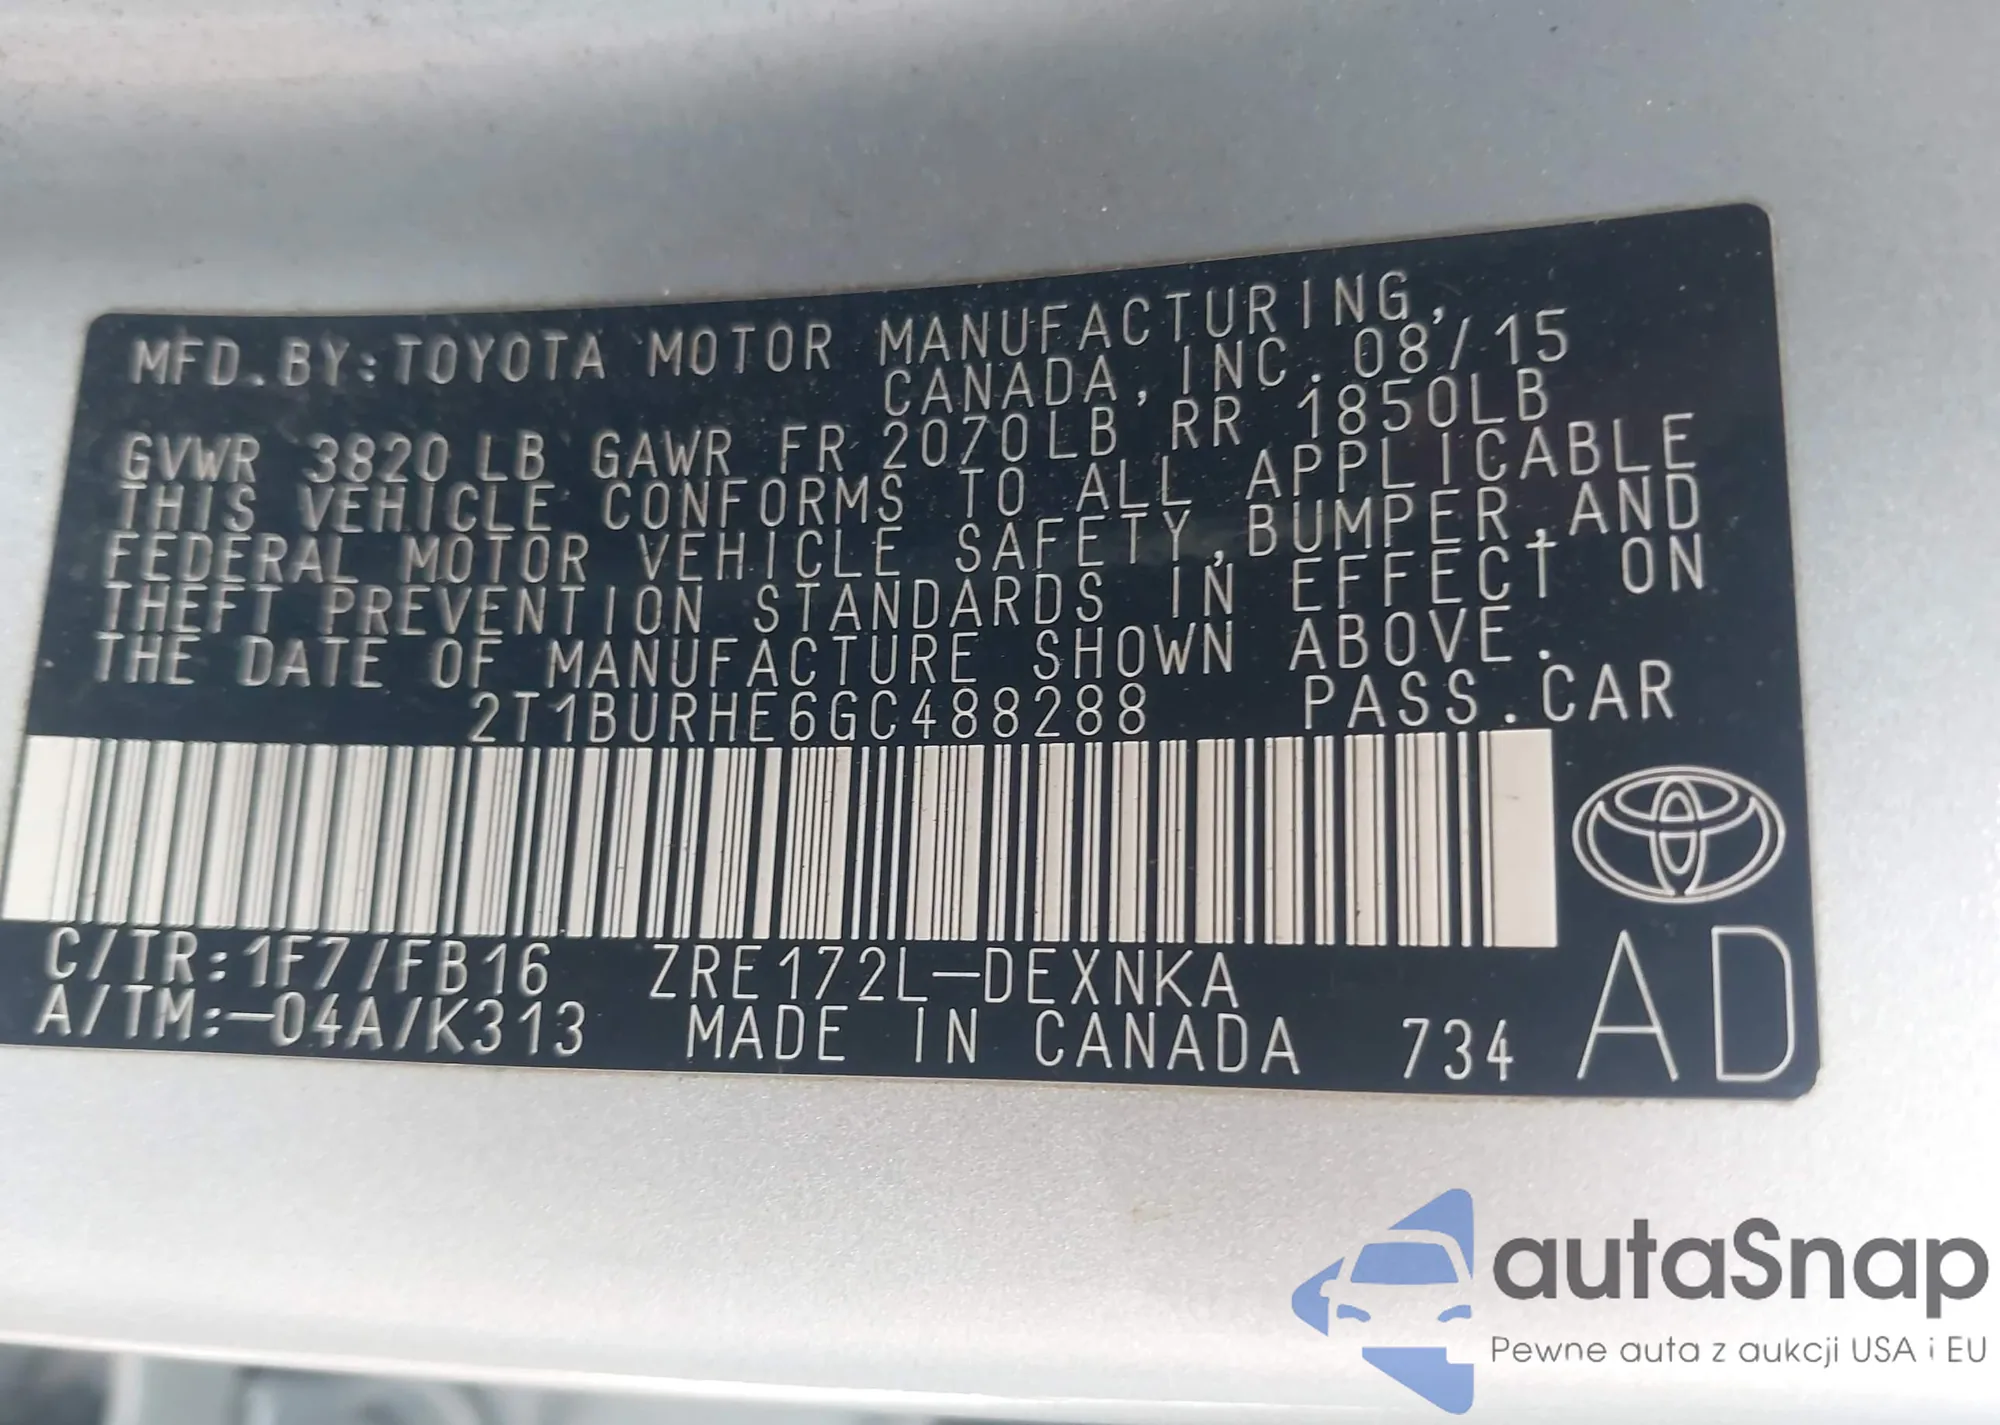 MFD.BY:TOYOTA MOTOR MANUFACTURING,
CANADA,INC. 08/15
GVWR 3820LB GAWR FR 2070LB RR 1850LB
THIS VEHICLE CONFORMS TO ALL APPLICABLE
FEDERAL MOTOR VEHICLE SAFETY,BUMPER,AND
THEFT PREVENTION STANDARDS IN EFFECT ON
THE DATE OF MANUFACTURE SHOWN ABOVE.
2T1BURHE6GC488288 PASS.CAR
C/TR:1F7/FB16 ZRE172L-DEXNKA
A/TM:-04A/K313 MADE IN CANADA 734
AD
autaSnap
Pewne auta z aukcji USA i EU